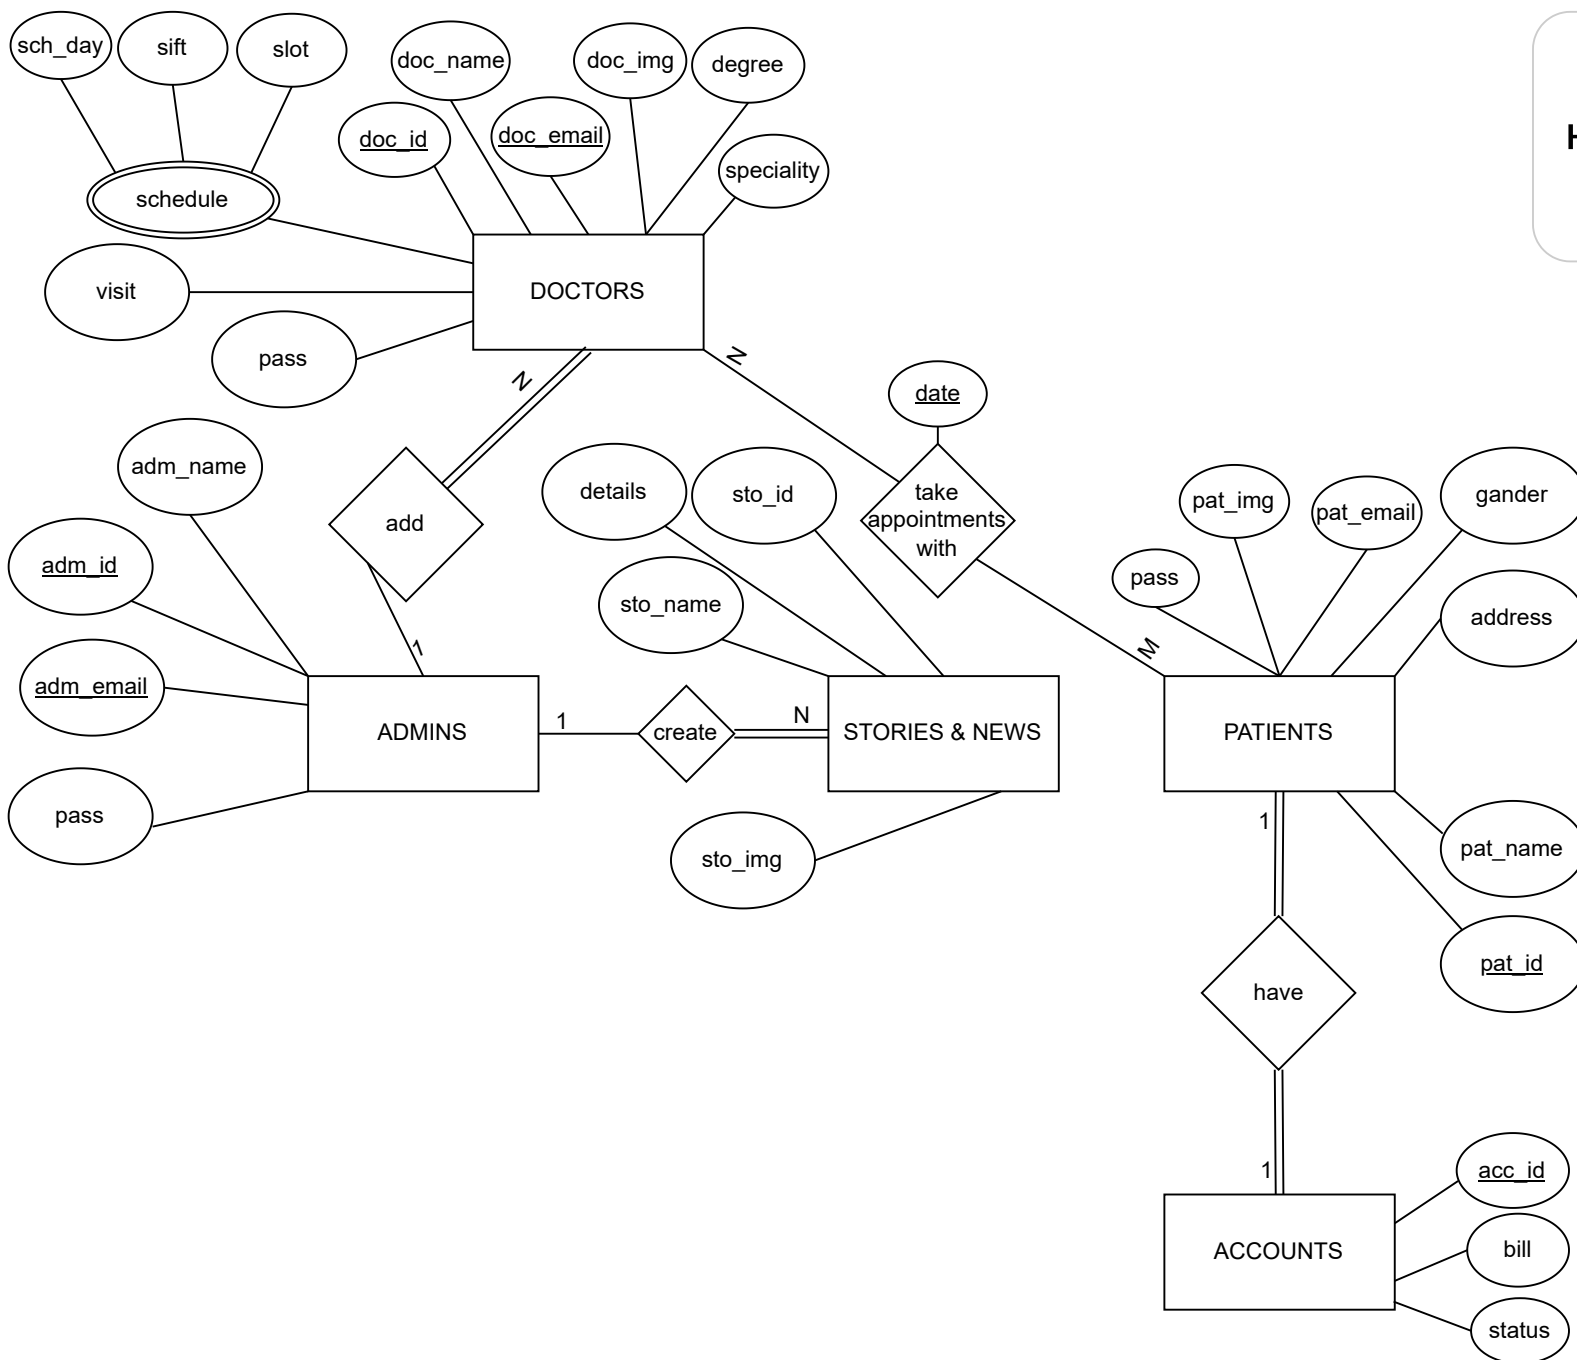 sch_day
sift
slot
doc_name
doc_img
degree
doc_id
doc_email
speciality
schedule
visit
DOCTORS
pass
N
N
date
adm_name
add
details
sto_id
take
appointments
with
pat_img
pat_email
gander
adm_id
sto_name
pass
address
1
M
adm_email
ADMINS
1
create
N
STORIES & NEWS
PATIENTS
pass
sto_img
1
pat_name
pat_id
have
1
acc_id
ACCOUNTS
bill
status